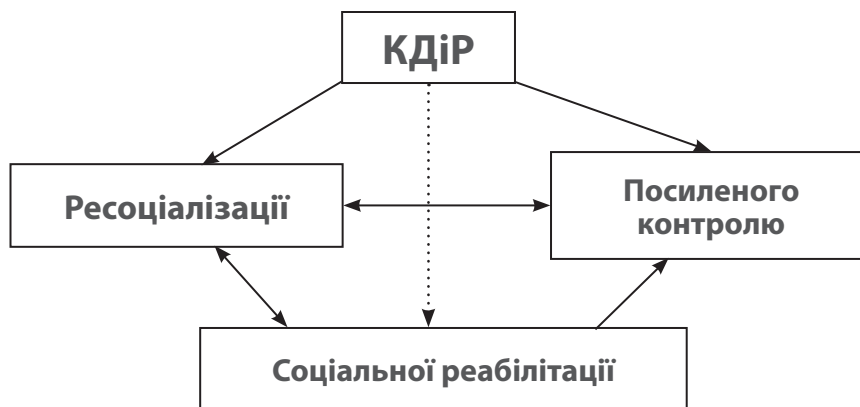 КДіР
Ресоціалізації
Посиленого
контролю
Соціальної реабілітації